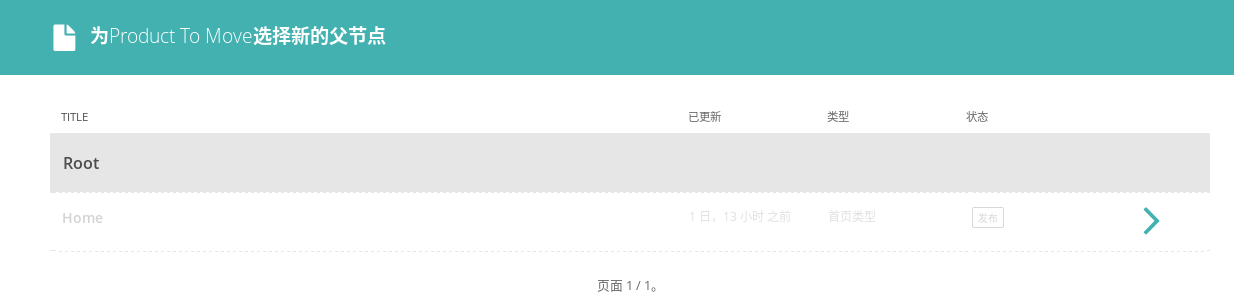 为Product To Move选择新的父节点
TITLE 已更新 类型 状态
Root
Home 1 日，13 小时 之前 首页类型 发布
页面 1 / 1。